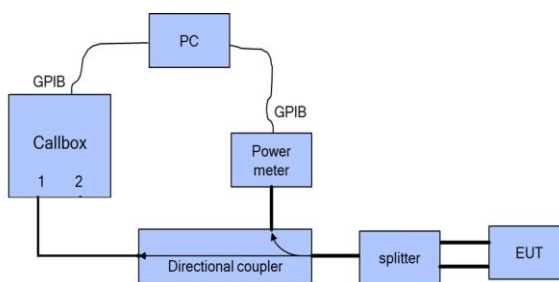 PC
GPIB
GPIB
Callbox
1 2
Power
meter
Directional coupler
splitter
EUT